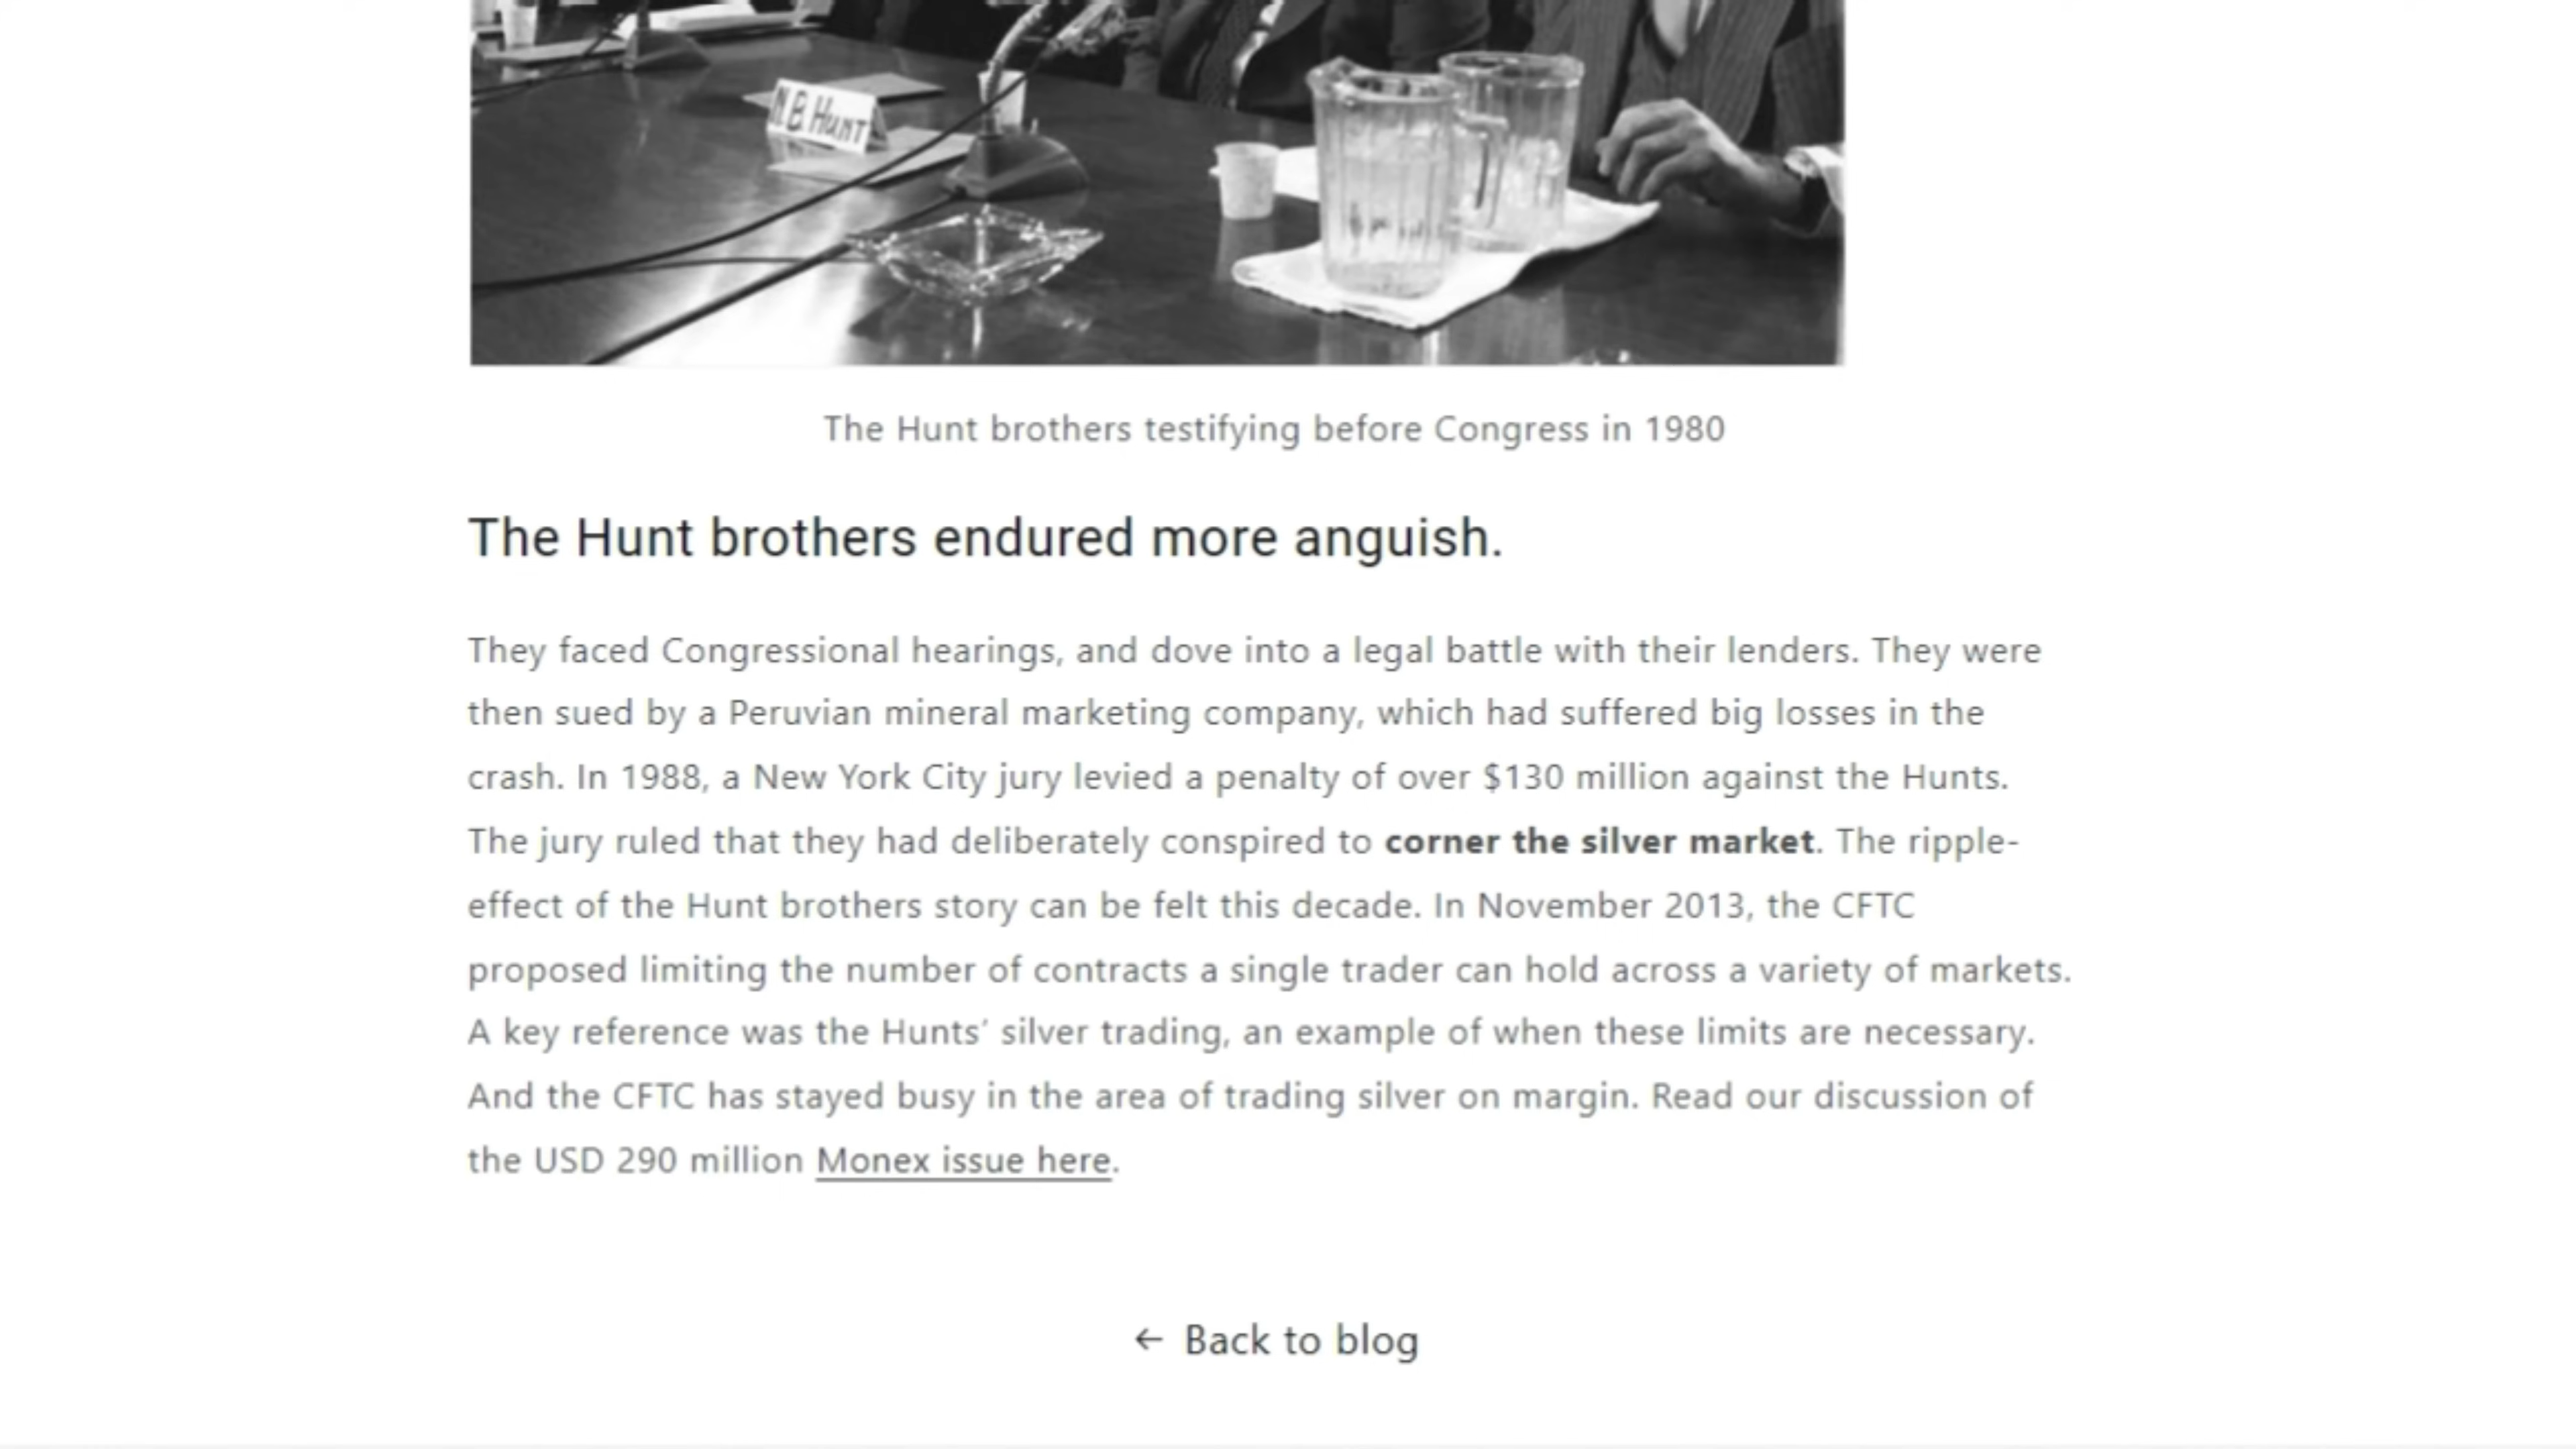 N.B. Hunt
The Hunt brothers testifying before Congress in 1980
The Hunt brothers endured more anguish.
They faced Congressional hearings, and dove into a legal battle with their lenders. They were
then sued by a Peruvian mineral marketing company, which had suffered big losses in the
crash. In 1988, a New York City jury levied a penalty of over $130 million against the Hunts.
The jury ruled that they had deliberately conspired to corner the silver market. The ripple-
effect of the Hunt brothers story can be felt this decade. In November 2013, the CFTC
proposed limiting the number of contracts a single trader can hold across a variety of markets.
A key reference was the Hunts’ silver trading, an example of when these limits are necessary.
And the CFTC has stayed busy in the area of trading silver on margin. Read our discussion of
the USD 290 million Monex issue here.
← Back to blog